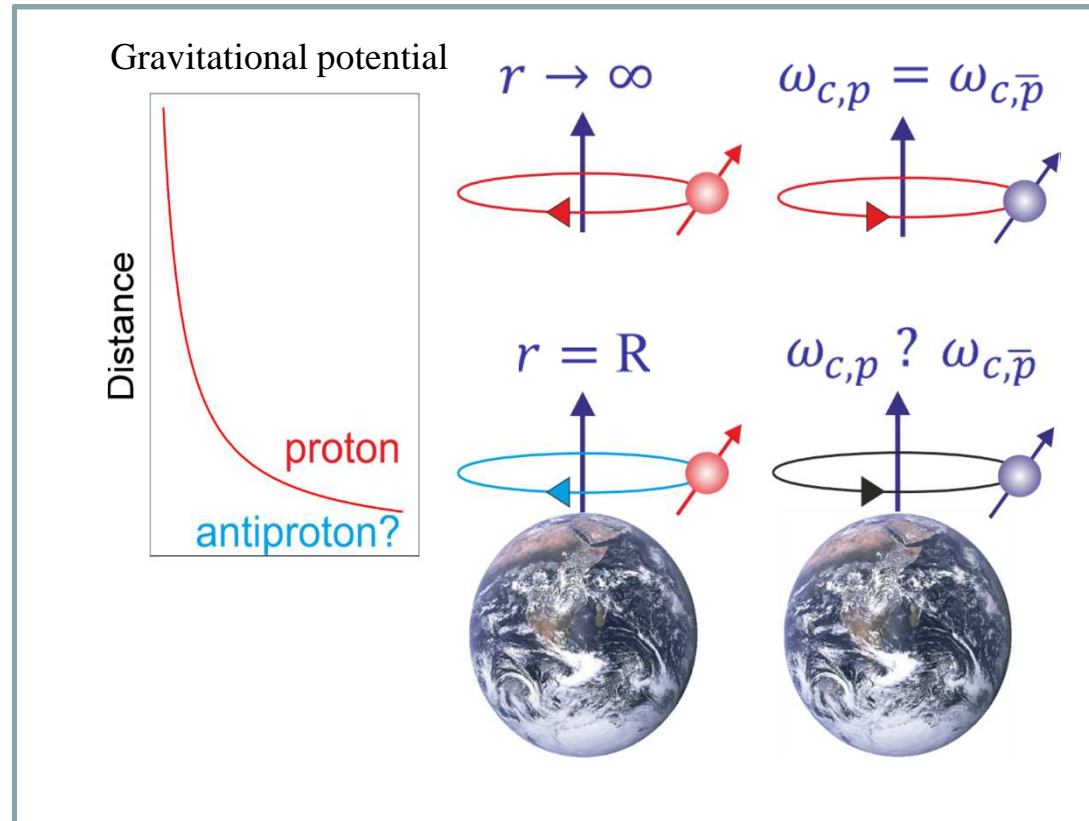 Gravitational potential
Distance
proton
antiproton?
r → ∞
ω_{c,p} = ω_{c,p̅}
r = R
ω_{c,p} ? ω_{c,p̅}